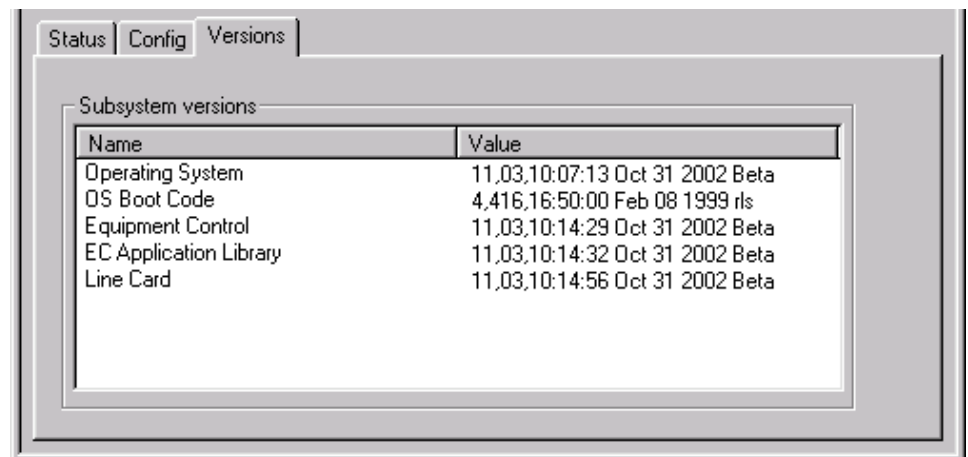 Status Config Versions
Subsystem versions
Name Value
Operating System 11,03,10:07:13 Oct 31 2002 Beta
OS Boot Code 4,416,16:50:00 Feb 08 1999 rls
Equipment Control 11,03,10:14:29 Oct 31 2002 Beta
EC Application Library 11,03,10:14:32 Oct 31 2002 Beta
Line Card 11,03,10:14:56 Oct 31 2002 Beta